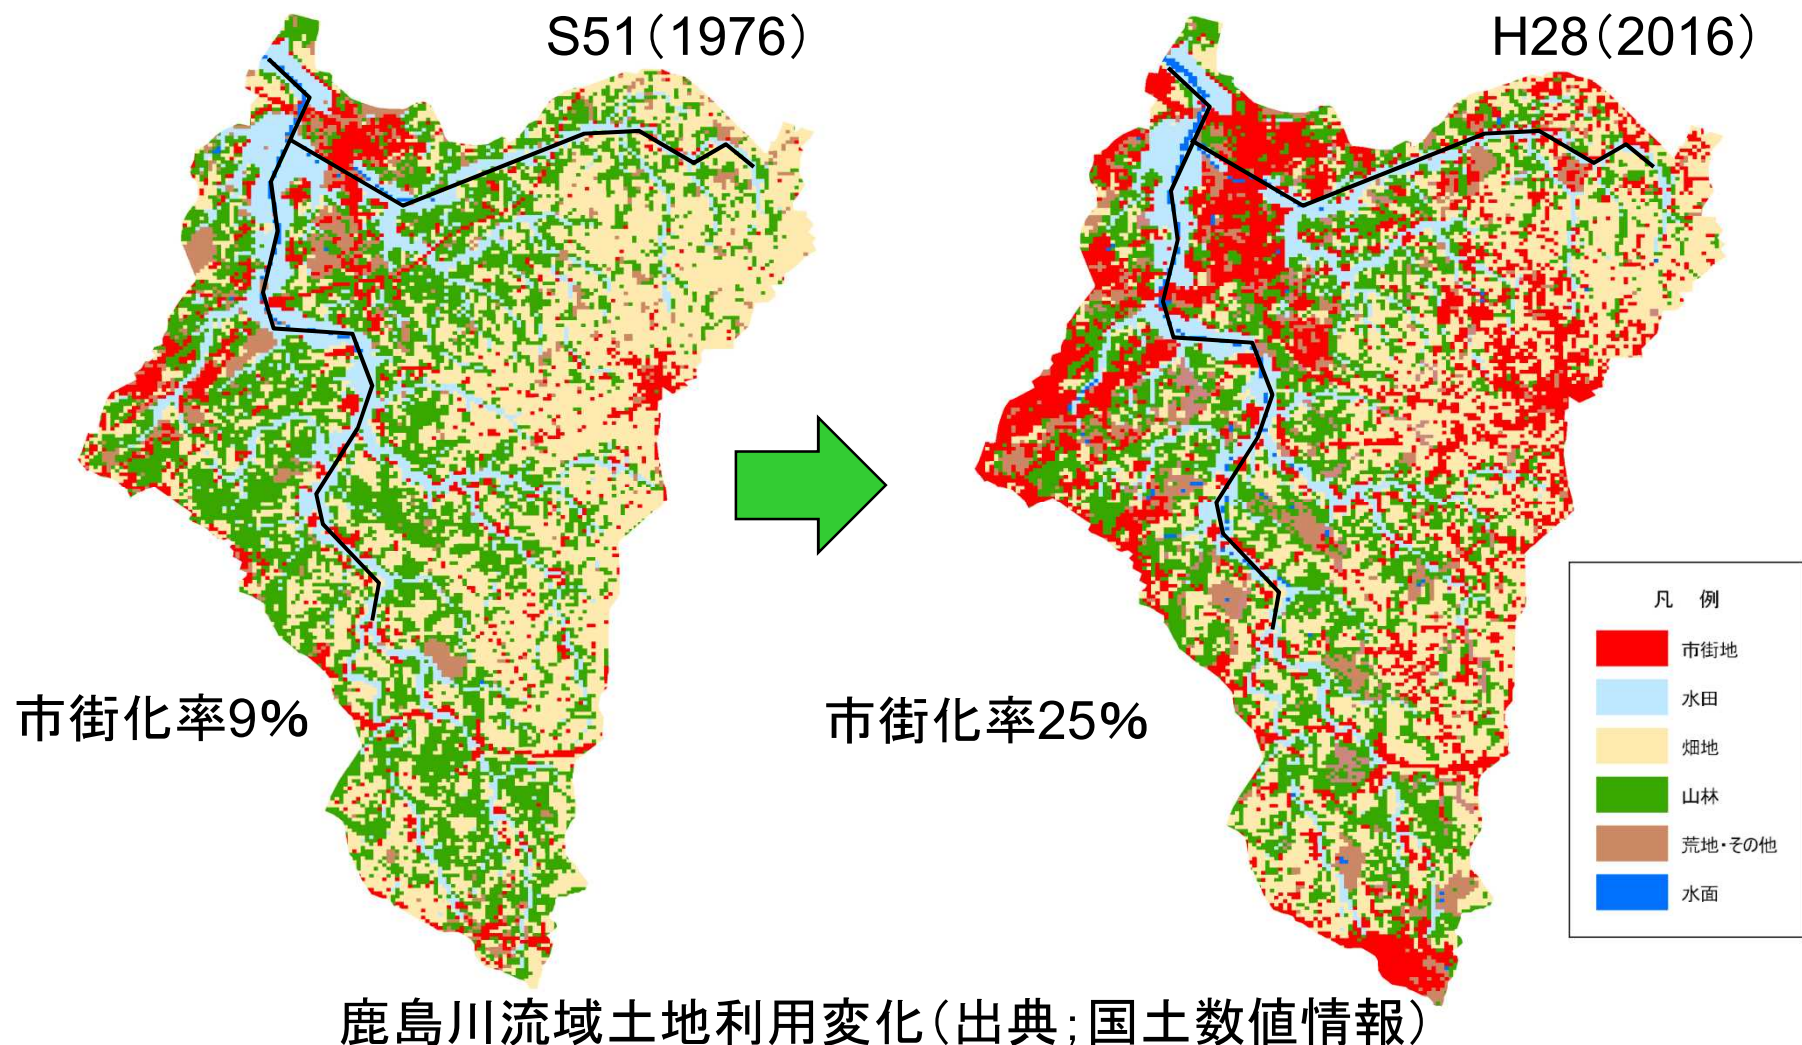 S51（1976）
H28（2016）
市街化率9%
市街化率25%
凡 例
市街地
水田
畑地
山林
荒地・その他
水面
鹿島川流域土地利用変化（出典；国土数値情報）